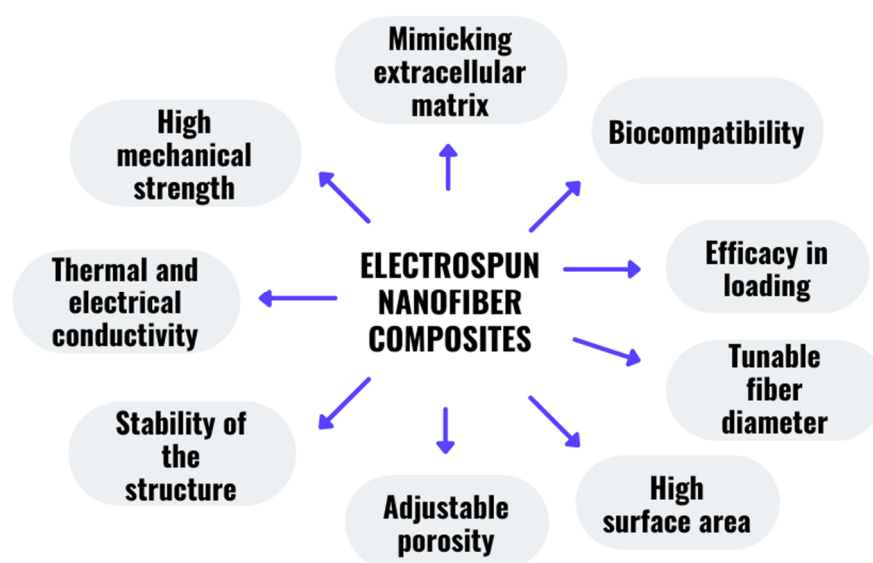 Mimicking
extracellular
matrix
Biocompatibility
High
mechanical
strength
Efficacy in
loading
ELECTROSPUN
NANOFIBER
COMPOSITES
Thermal and
electrical
conductivity
Tunable
fiber
diameter
Stability of
the
structure
High
surface area
Adjustable
porosity